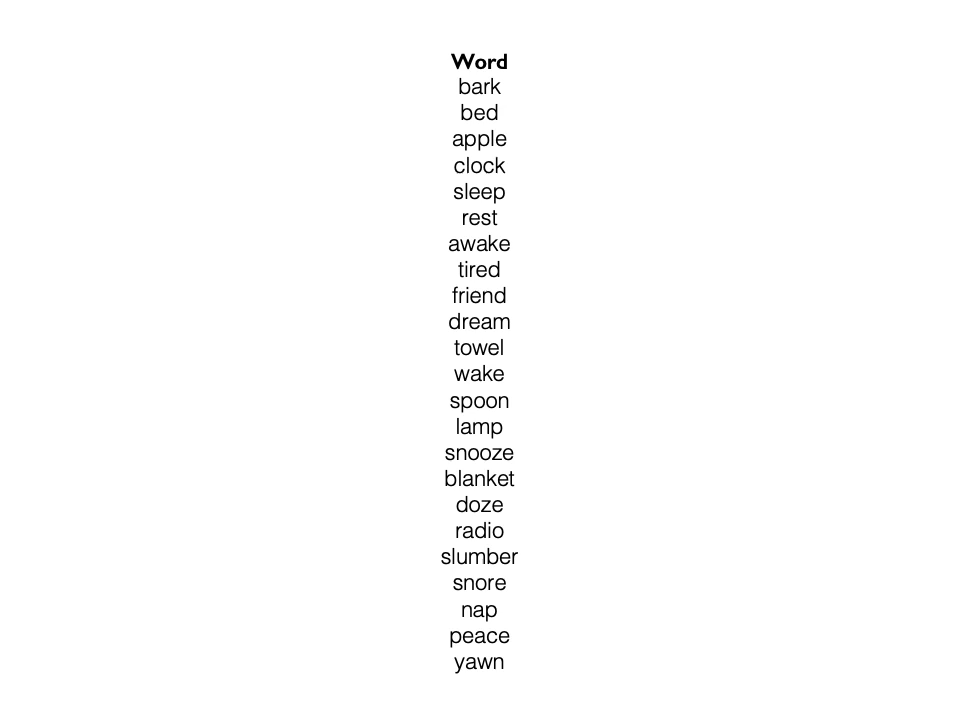 Word
bark
bed
apple
clock
sleep
rest
awake
tired
friend
dream
towel
wake
spoon
lamp
snooze
blanket
doze
radio
slumber
snore
nap
peace
yawn